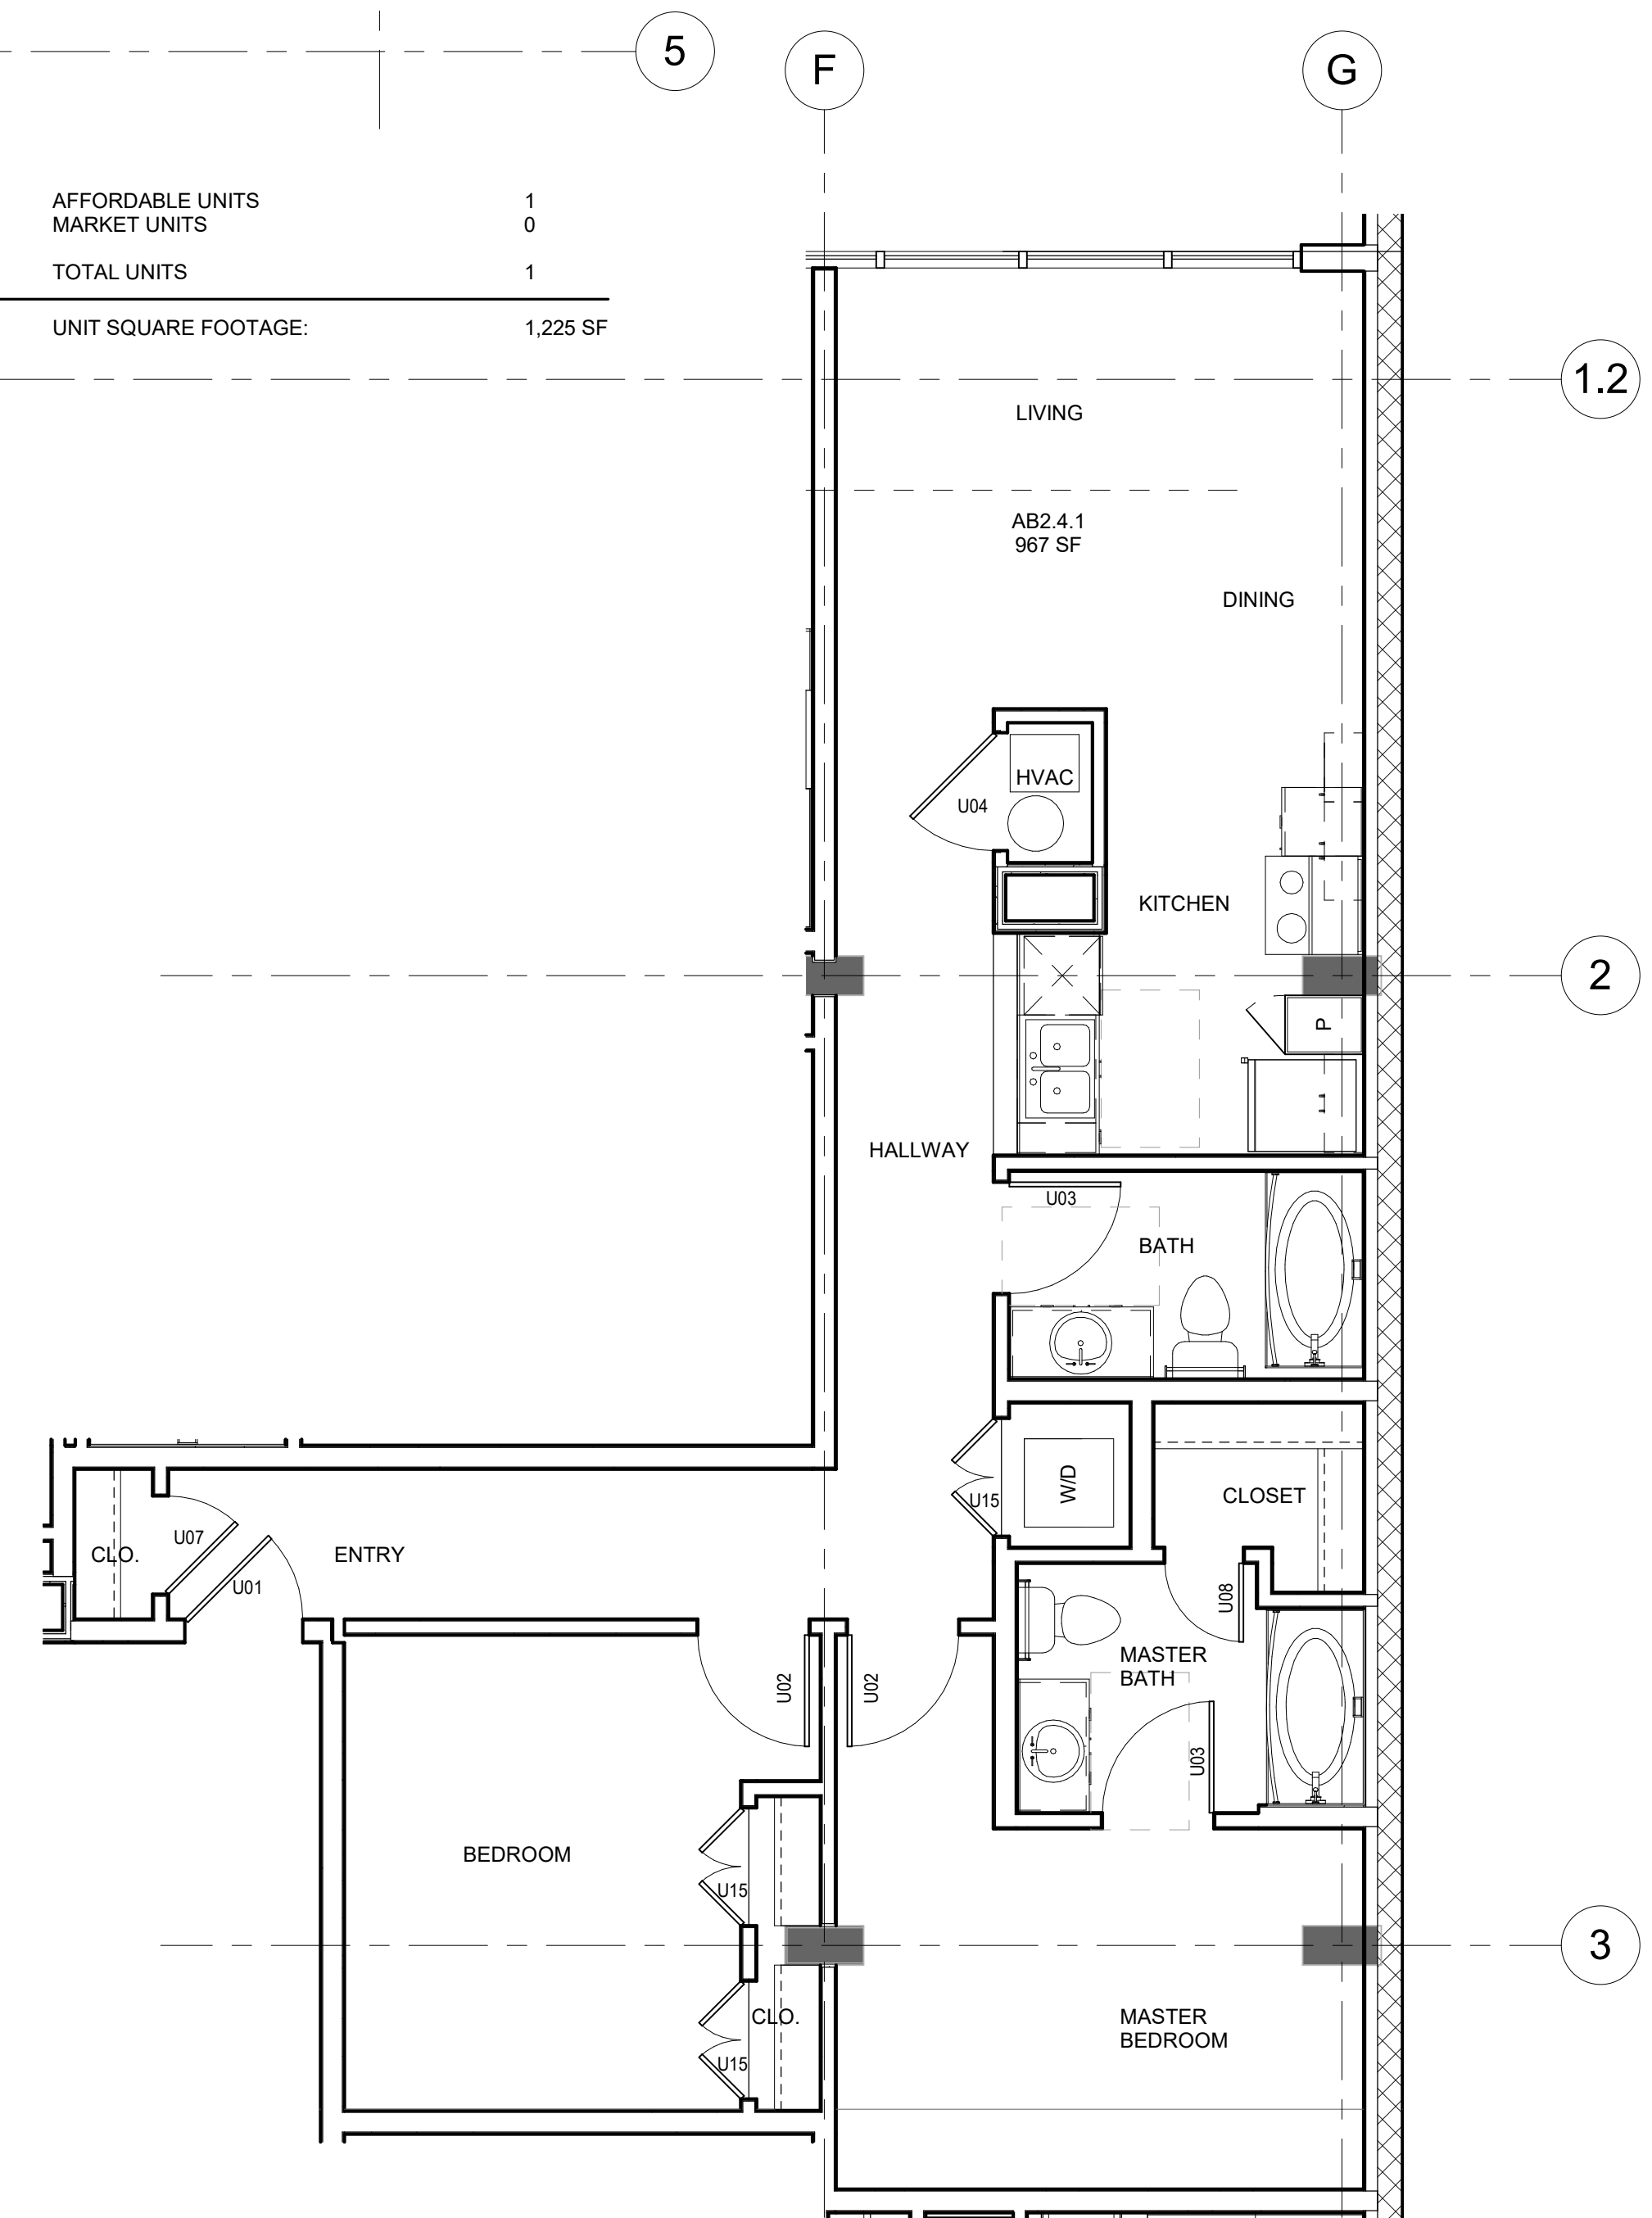 5
F
G
AFFORDABLE UNITS 1
MARKET UNITS 0
TOTAL UNITS 1
UNIT SQUARE FOOTAGE: 1,225 SF
1.2
LIVING
AB2.4.1
967 SF
DINING
HVAC
U04
KITCHEN
2
P
HALLWAY
U03
BATH
W/D
U15
CLOSET
U07
CLO.
ENTRY
U01
U08
MASTER
BATH
U02
U02
U03
BEDROOM
U15
3
CLO.
MASTER
BEDROOM
U15